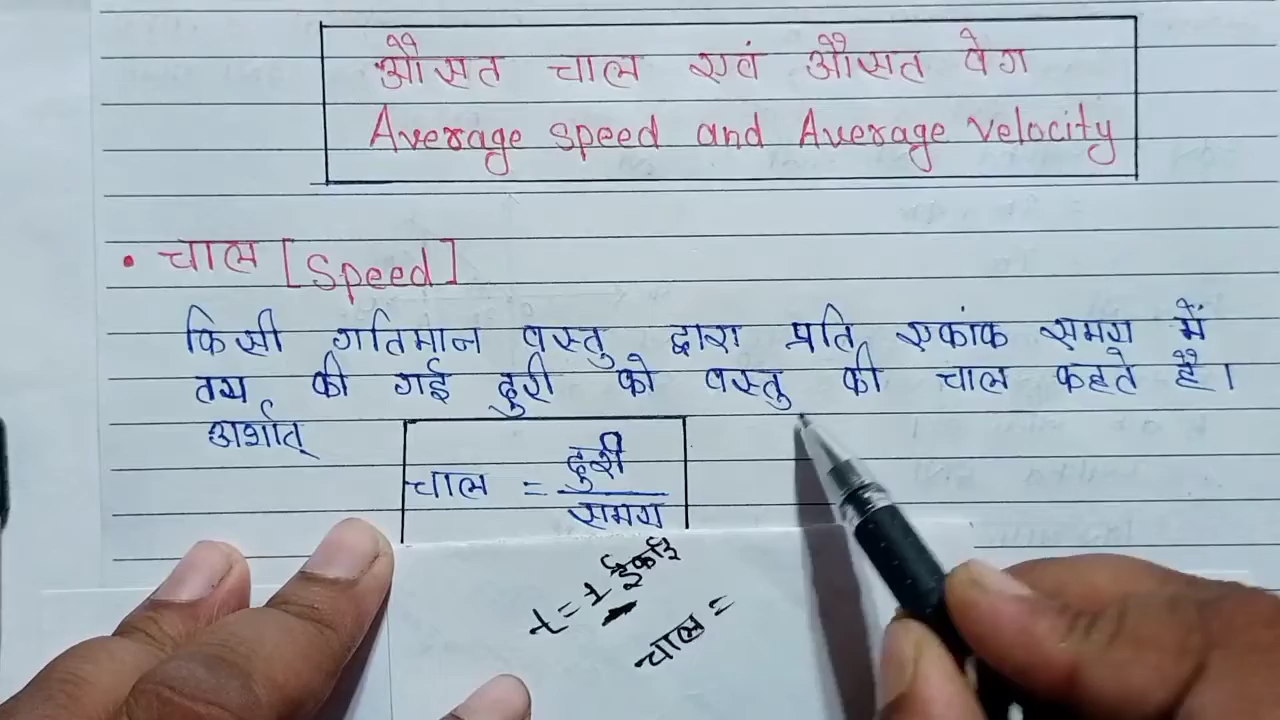 औसत चाल एवं औसत वेग
Average speed and Average velocity
• चाल [Speed]
किसी गतिमान वस्तु द्वारा प्रति एकांक समय में
तय की गई दुरी को वस्तु की चाल कहते है।
अर्थात्
चाल = दुरी / समय
t = 1 ईकाई
चाल =